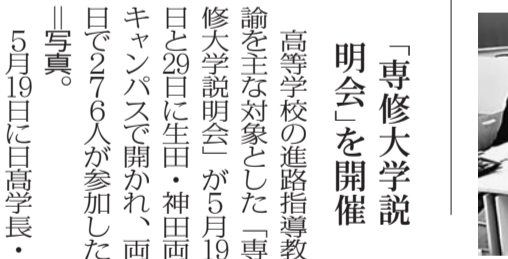 「専修大学説
明会」を開催
高等学校の進路指導教
諭を主な対象とした「専
修大学説明会」が5月19
日と29日に生田・神田両
キャンパスで開かれ、両
日で276人が参加した
＝写真。
5月19日に日髙学長・